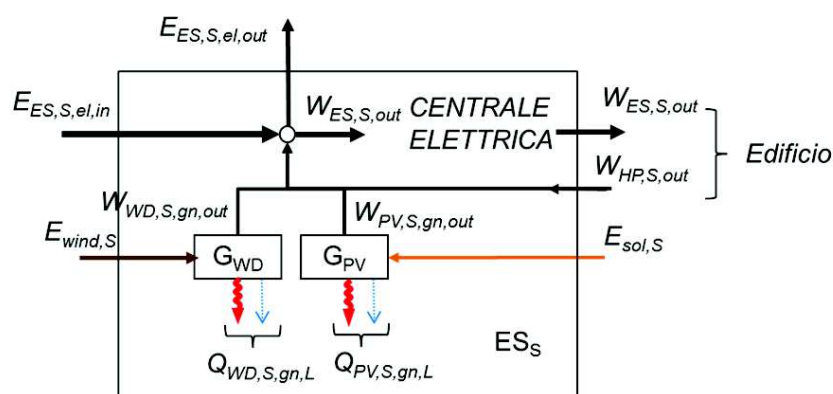 E_ES,S,el,out
E_ES,S,el,in
W_ES,S,out
CENTRALE
ELETTRICA
W_ES,S,out
Edificio
W_HP,S,out
W_WD,S,gn,out
W_PV,S,gn,out
E_wind,S
G_WD
G_PV
E_sol,S
Q_WD,S,gn,L
Q_PV,S,gn,L
ES_S